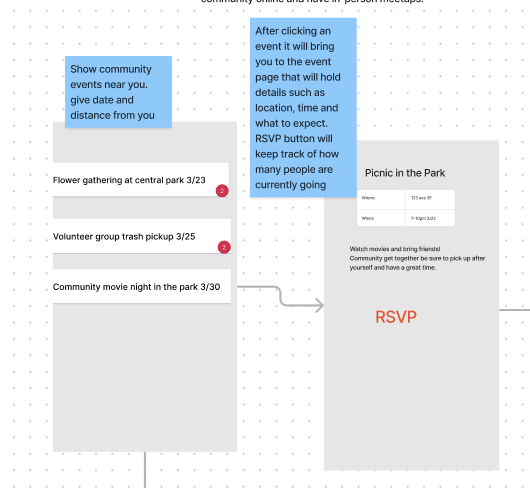 community online and have in-person meetups.
After clicking an
event it will bring
you to the event
page that will hold
details such as
location, time and
what to expect.
RSVP button will
keep track of how
many people are
currently going
Show community
events near you.
give date and
distance from you
Flower gathering at central park 3/23
2
Volunteer group trash pickup 3/25
2
Community movie night in the park 3/30
Picnic in the Park
Where: 123 ave SF
When: 7-10pm 3/22
Watch movies and bring friends!
Community get together be sure to pick up after
yourself and have a great time.
RSVP